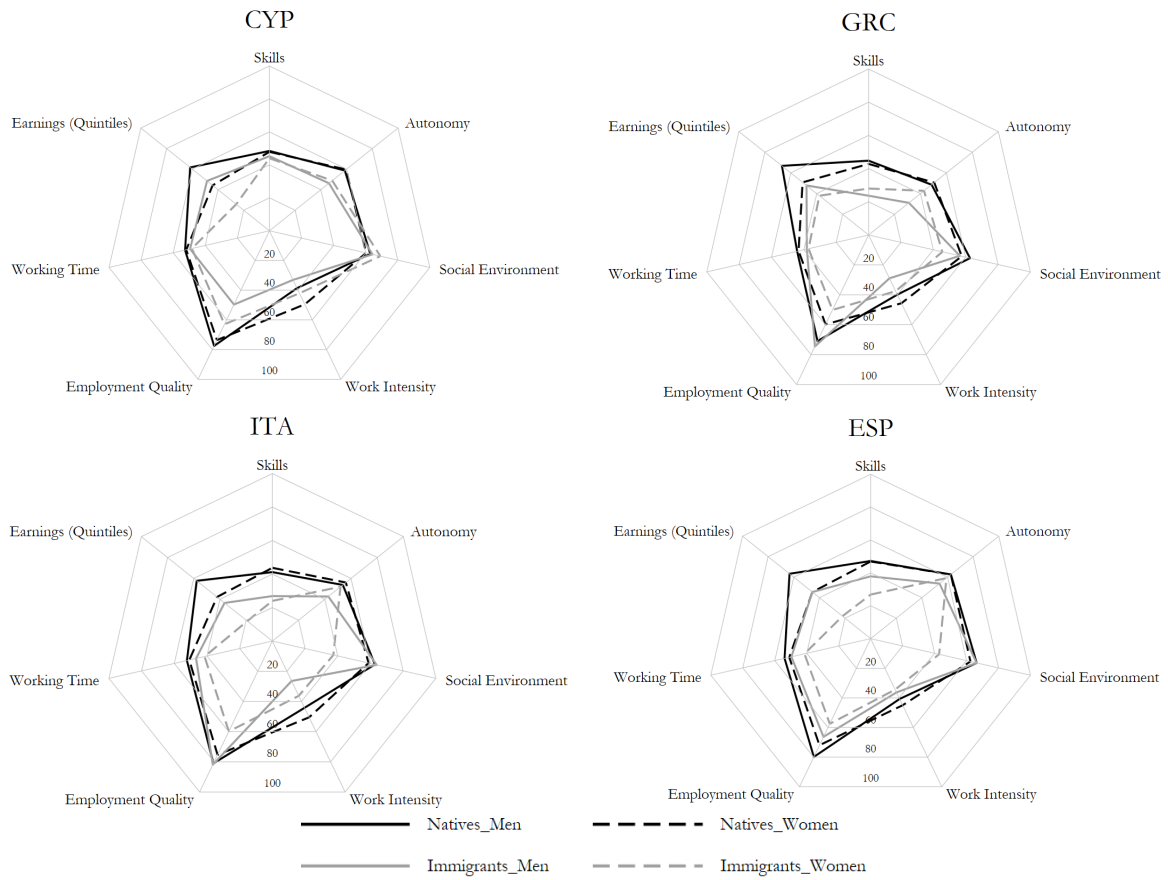 CYP
Skills
Earnings (Quintiles)
Autonomy
Working Time
Social Environment
Employment Quality
Work Intensity
20
40
60
80
100
GRC
Skills
Earnings (Quintiles)
Autonomy
Working Time
Social Environment
Employment Quality
Work Intensity
20
40
60
80
100
ITA
Skills
Earnings (Quintiles)
Autonomy
Working Time
Social Environment
Employment Quality
Work Intensity
20
40
60
80
100
ESP
Skills
Earnings (Quintiles)
Autonomy
Working Time
Social Environment
Employment Quality
Work Intensity
20
40
60
80
100
Natives_Men
Natives_Women
Immigrants_Men
Immigrants_Women